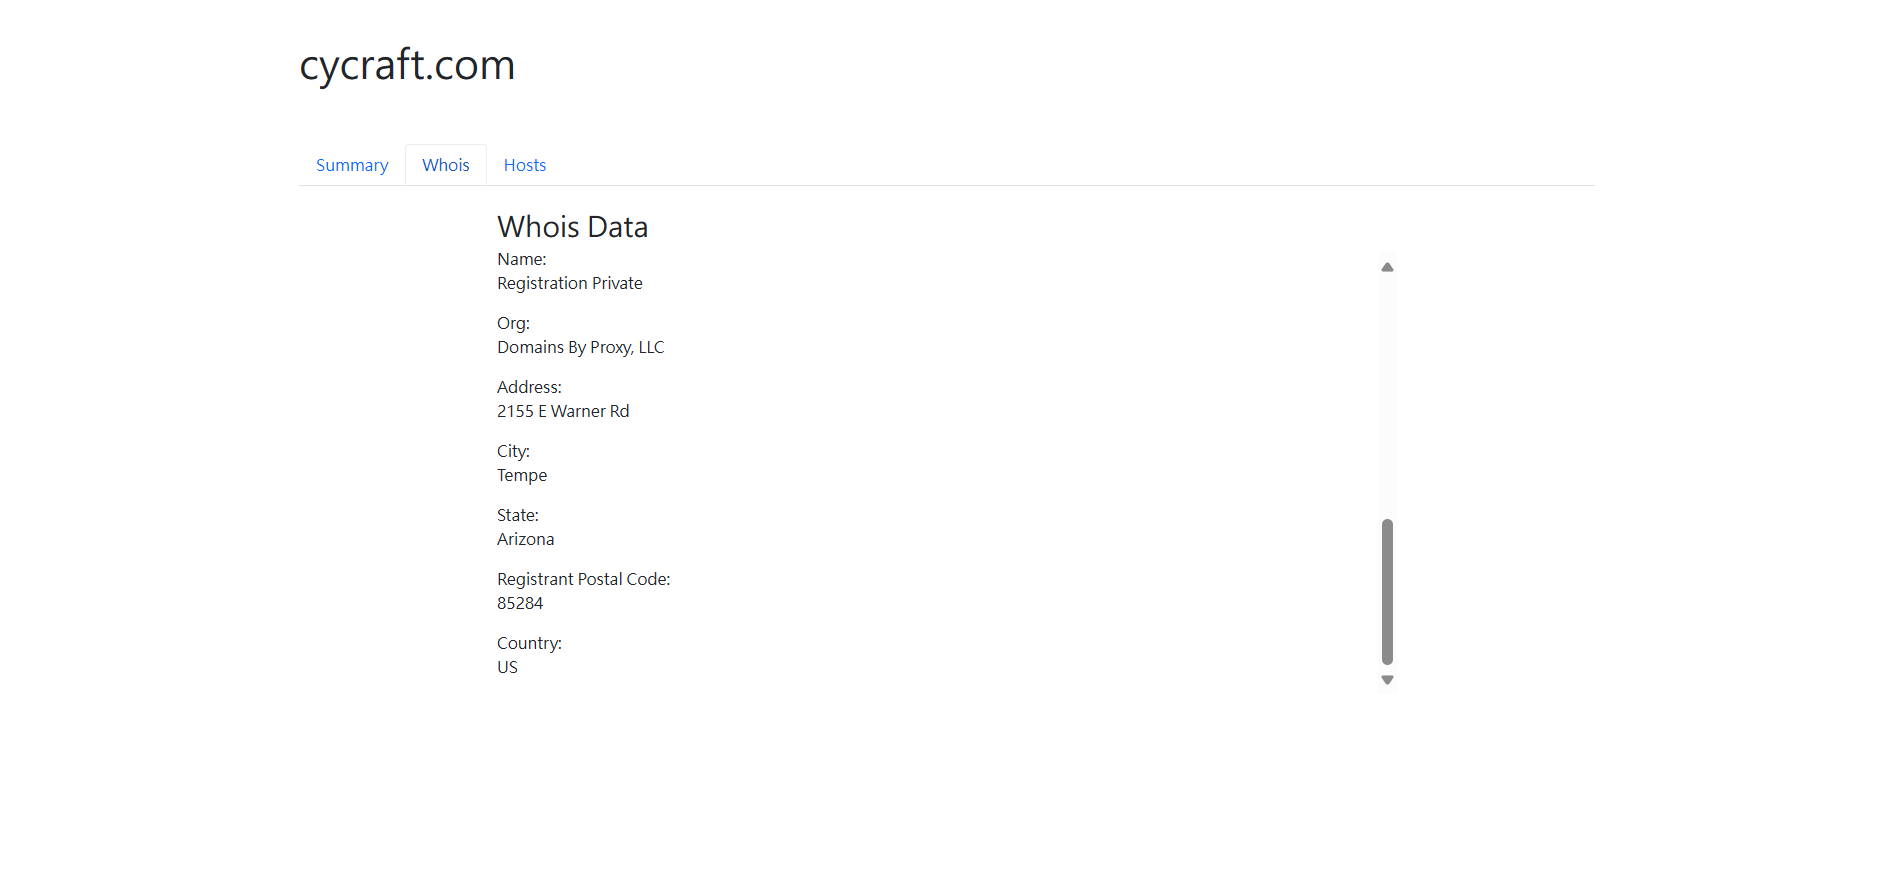 cycraft.com
Summary
Whois
Hosts
Whois Data
Name:
Registration Private
Org:
Domains By Proxy, LLC
Address:
2155 E Warner Rd
City:
Tempe
State:
Arizona
Registrant Postal Code:
85284
Country:
US